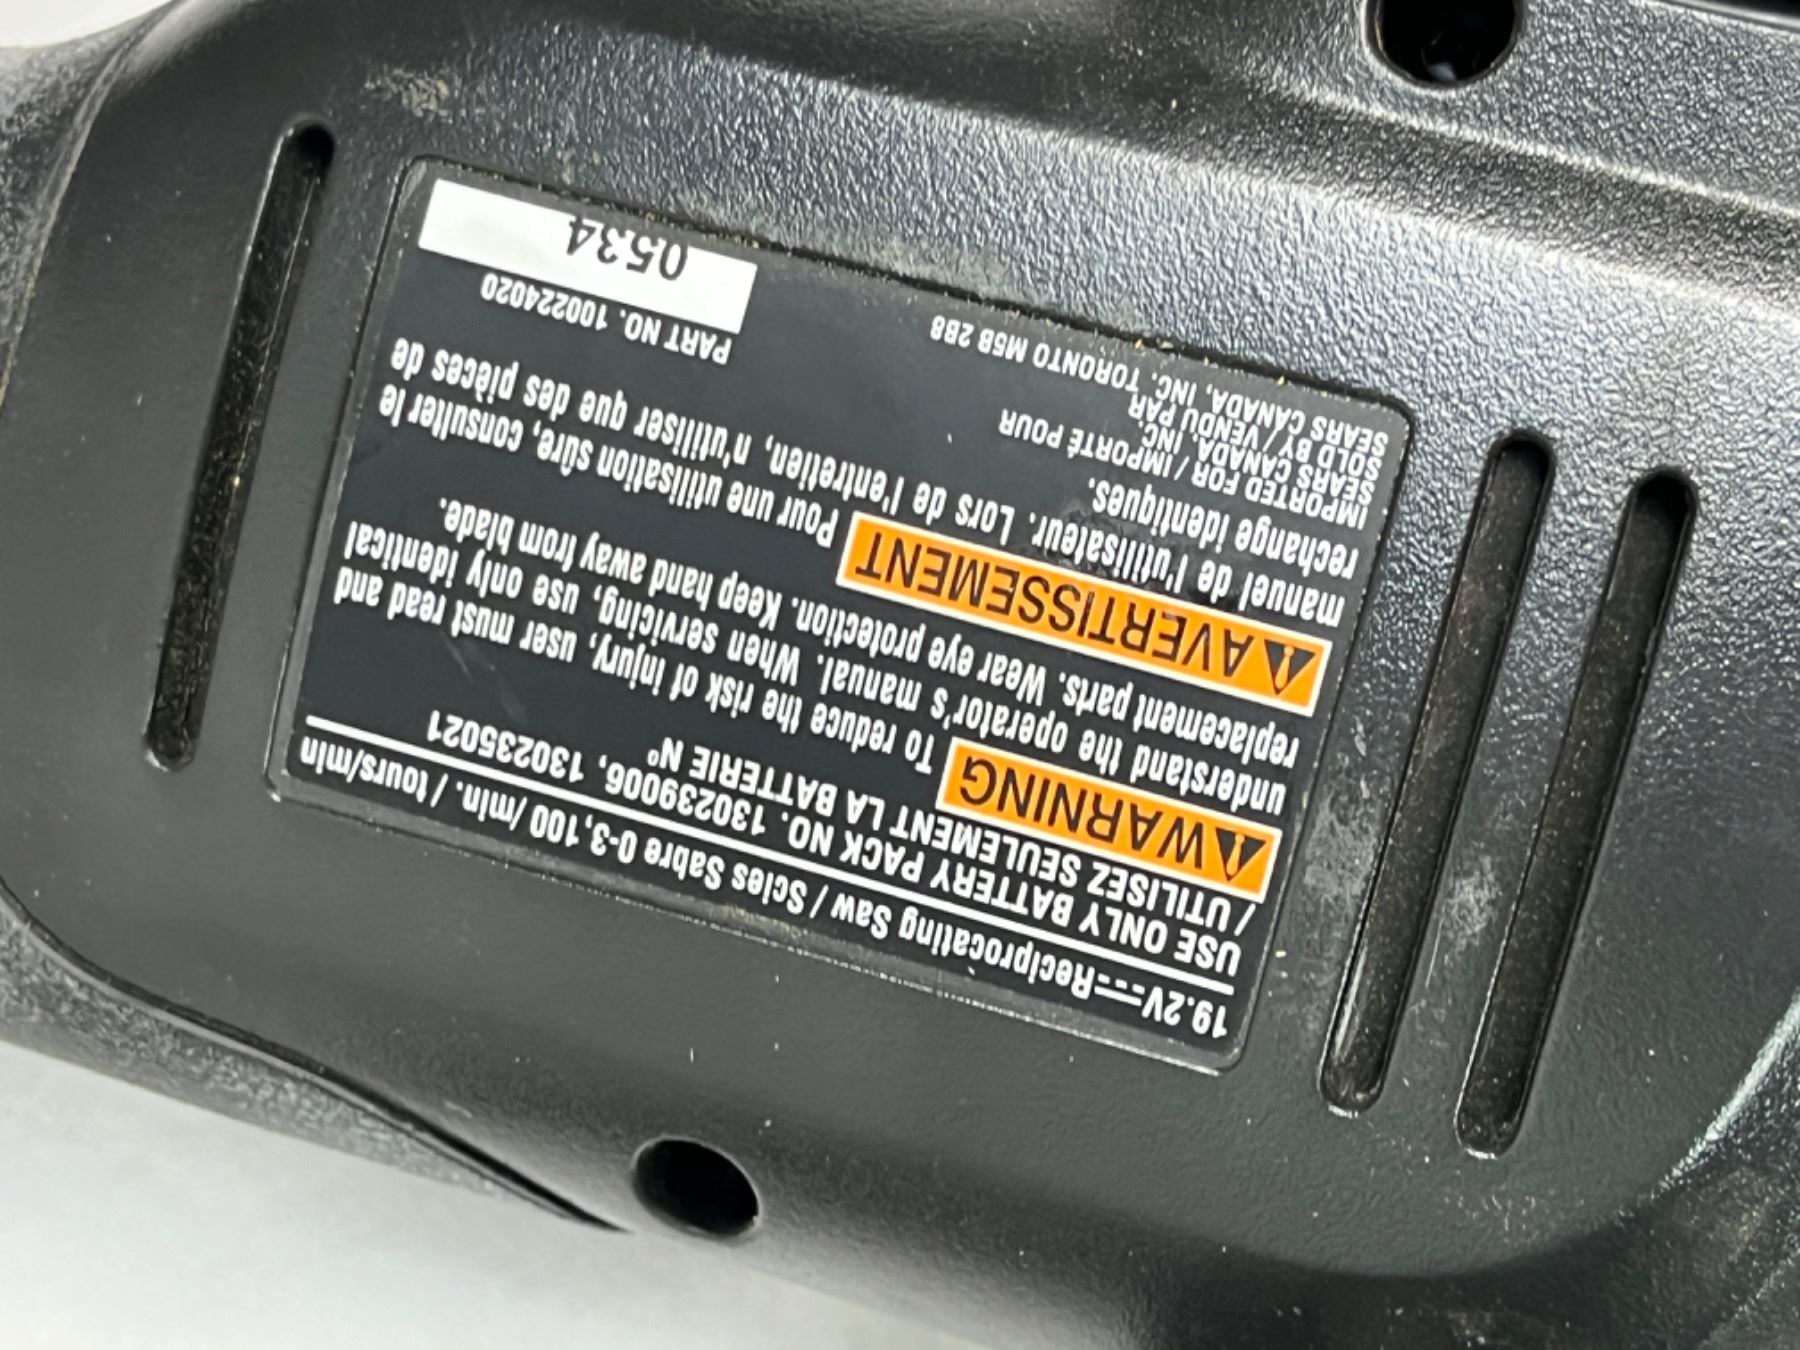 19.2V⎓Reciprocating Saw / Scies Sabre 0-3,100 /min. / tours/min
USE ONLY BATTERY PACK NO. 130239006, 130235021
/ UTILISEZ SEULEMENT LA BATTERIE N°
⚠WARNING To reduce the risk of injury, user must read and
understand the operator's manual. When servicing, use only identical
replacement parts. Wear eye protection. Keep hand away from blade.
⚠AVERTISSEMENT Pour une utilisation sûre, consulter le
manuel de l'utilisateur. Lors de l'entretien, n'utiliser que des pièces de
rechange identiques.
IMPORTED FOR / IMPORTÉ POUR
SEARS CANADA, INC.
SOLD BY / VENDU PAR
SEARS CANADA, INC. TORONTO M5B 2B8
PART NO. 100224020
0534